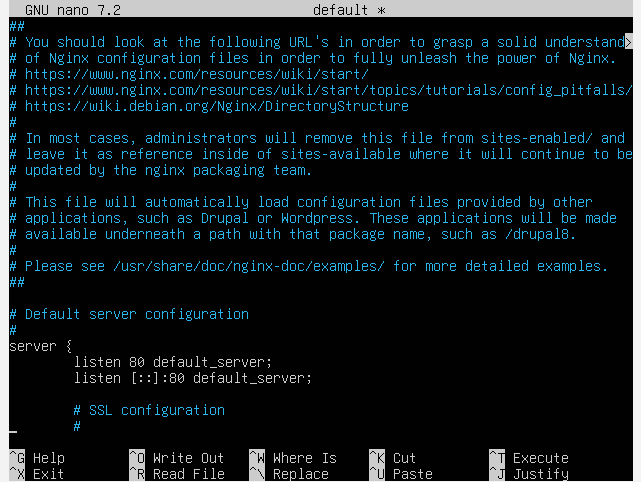 GNU nano 7.2 default *
##
# You should look at the following URL's in order to grasp a solid understand>
# of Nginx configuration files in order to fully unleash the power of Nginx.
# https://www.nginx.com/resources/wiki/start/
# https://www.nginx.com/resources/wiki/start/topics/tutorials/config_pitfalls/
# https://wiki.debian.org/Nginx/DirectoryStructure
#
# In most cases, administrators will remove this file from sites-enabled/ and
# leave it as reference inside of sites-available where it will continue to be
# updated by the nginx packaging team.
#
# This file will automatically load configuration files provided by other
# applications, such as Drupal or Wordpress. These applications will be made
# available underneath a path with that package name, such as /drupal8.
#
# Please see /usr/share/doc/nginx-doc/examples/ for more detailed examples.
##
# Default server configuration
#
server {
listen 80 default_server;
listen [::]:80 default_server;
# SSL configuration
#
^G Help ^O Write Out ^W Where Is ^K Cut ^T Execute
^X Exit ^R Read File ^\ Replace ^U Paste ^J Justify